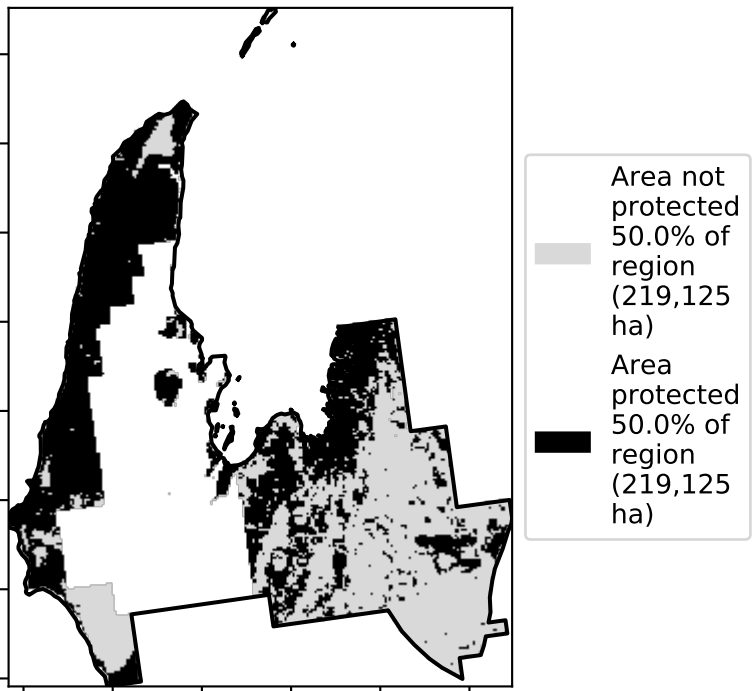 Area not
protected
50.0% of
region
(219,125
ha)
Area
protected
50.0% of
region
(219,125
ha)